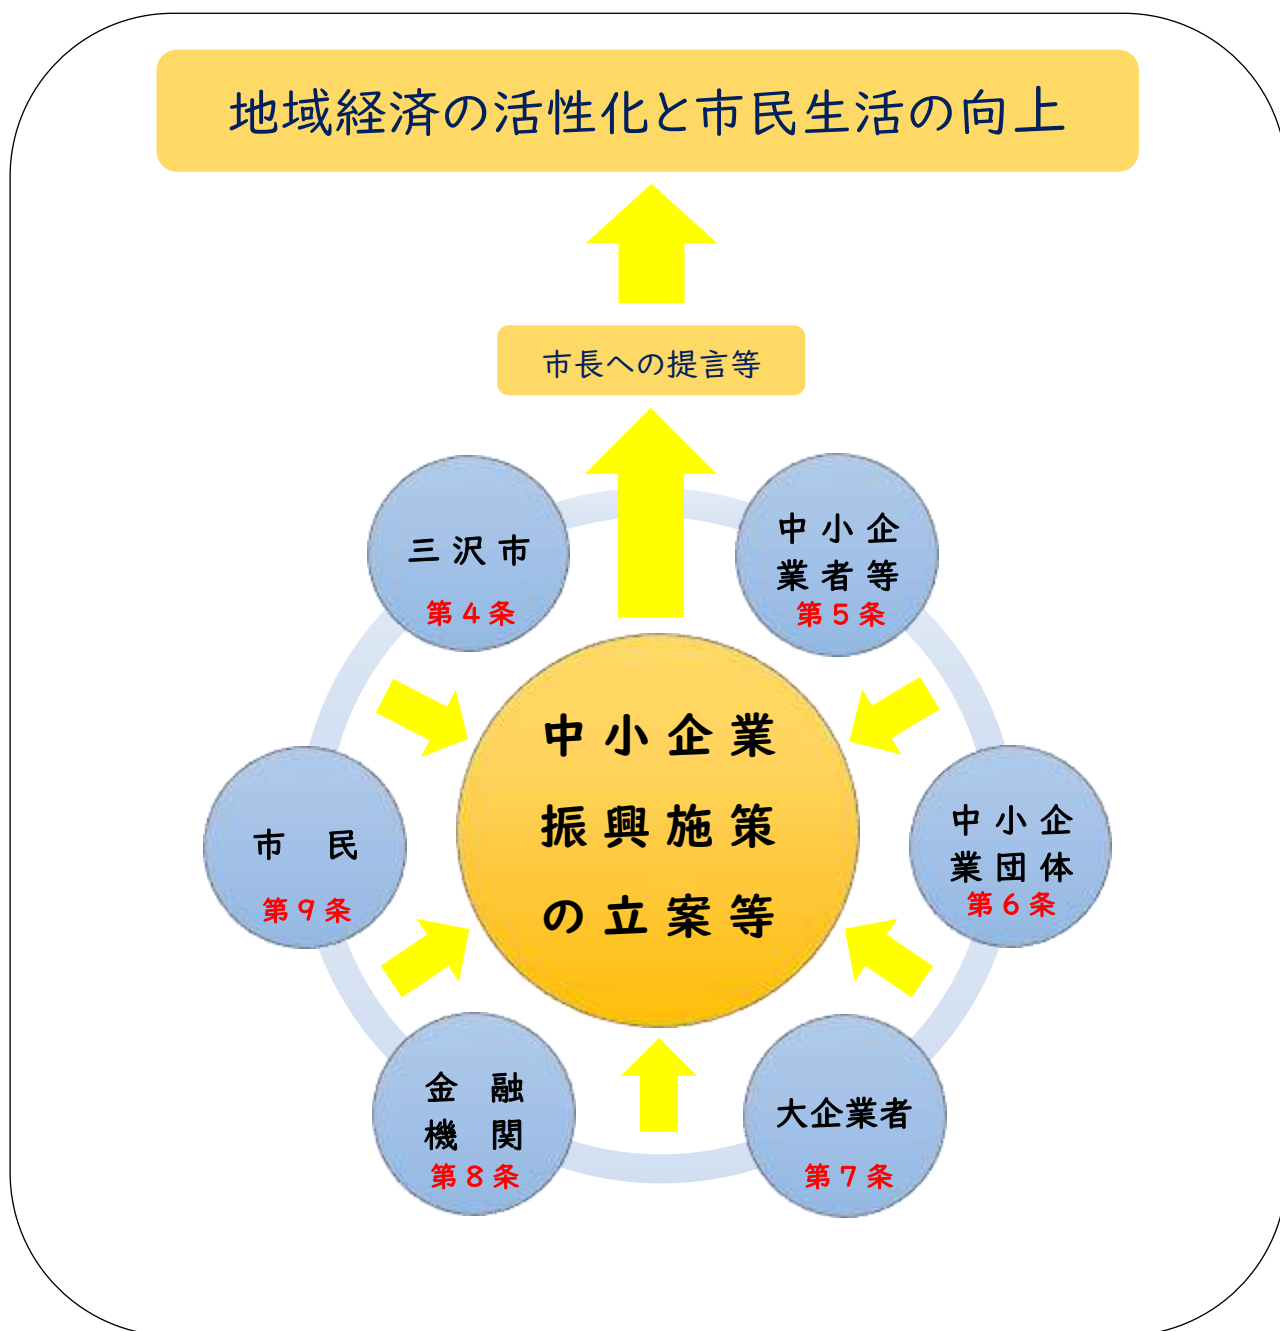 地域経済の活性化と市民生活の向上
市長への提言等
三沢市
第4条
中小企
業者等
第5条
中小企業
振興施策
の立案等
市　民
第9条
中小企
業団体
第6条
金　融
機　関
第8条
大企業者
第7条